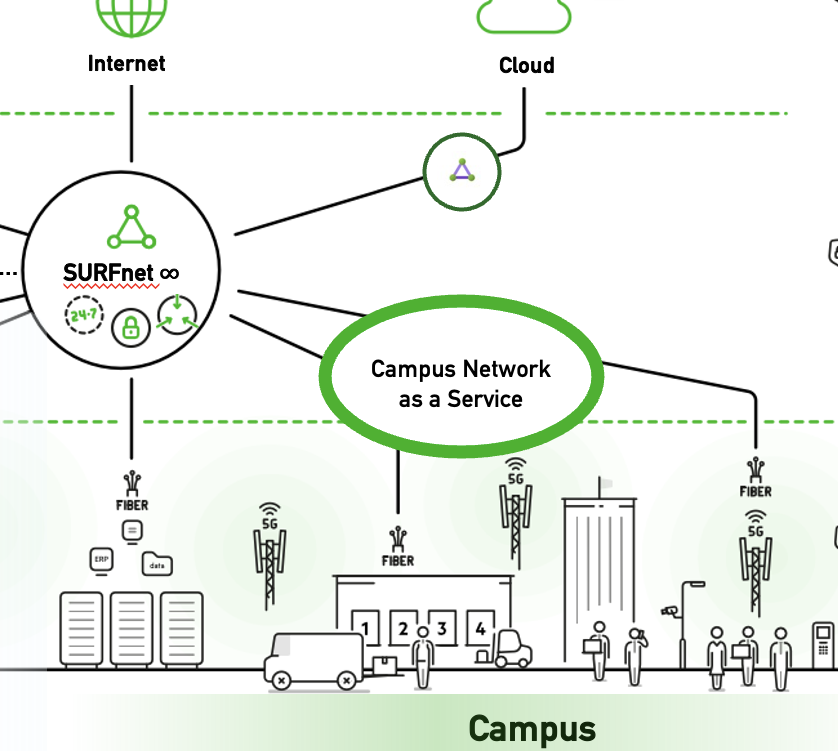 Internet
Cloud
SURFnet ∞
24·7
Campus Network
as a Service
FIBER
5G
5G
FIBER
FIBER
5G
ERP
data
1 2 3 4
Campus